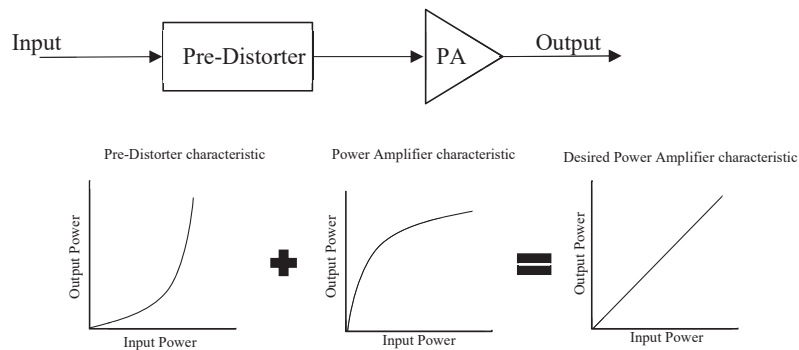 Input
Pre-Distorter
PA
Output
Pre-Distorter characteristic
Power Amplifier characteristic
Desired Power Amplifier characteristic
Output Power
Input Power
Output Power
Input Power
Output Power
Input Power